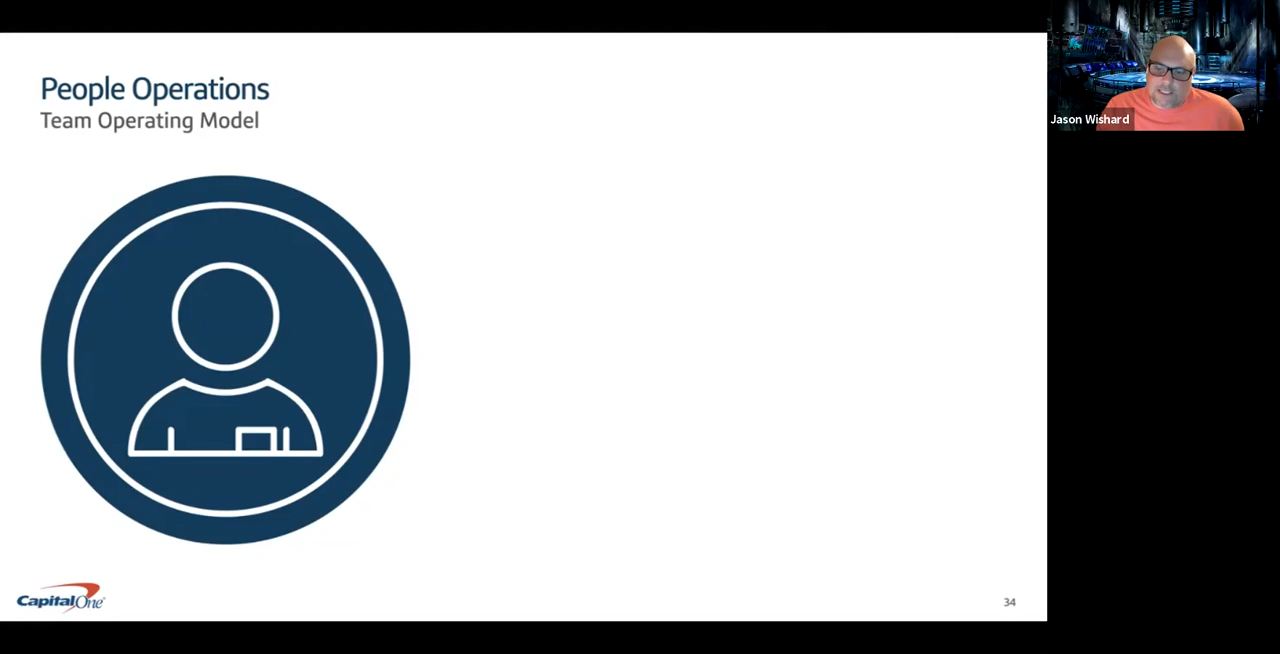 People Operations
Team Operating Model
Jason Wishard
Capital One
34